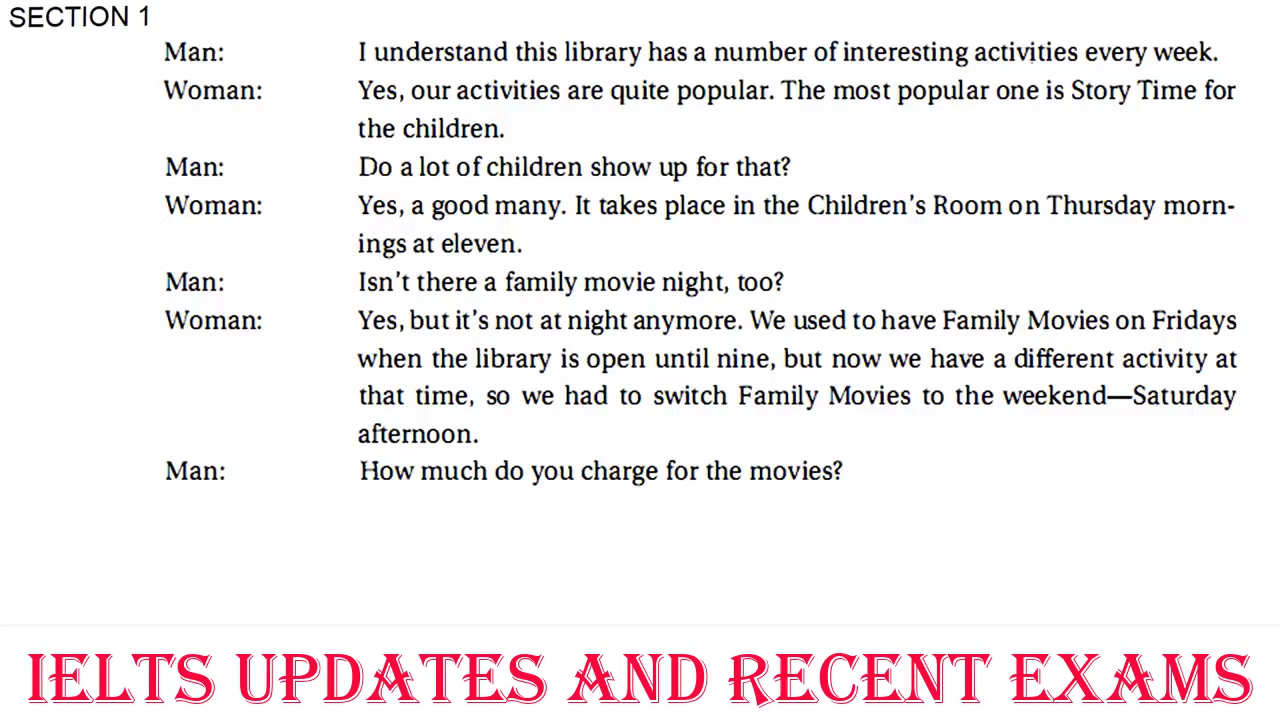 SECTION 1
Man: I understand this library has a number of interesting activities every week.
Woman: Yes, our activities are quite popular. The most popular one is Story Time for
the children.
Man: Do a lot of children show up for that?
Woman: Yes, a good many. It takes place in the Children's Room on Thursday morn-
ings at eleven.
Man: Isn't there a family movie night, too?
Woman: Yes, but it's not at night anymore. We used to have Family Movies on Fridays
when the library is open until nine, but now we have a different activity at
that time, so we had to switch Family Movies to the weekend—Saturday
afternoon.
Man: How much do you charge for the movies?
IELTS UPDATES AND RECENT EXAMS